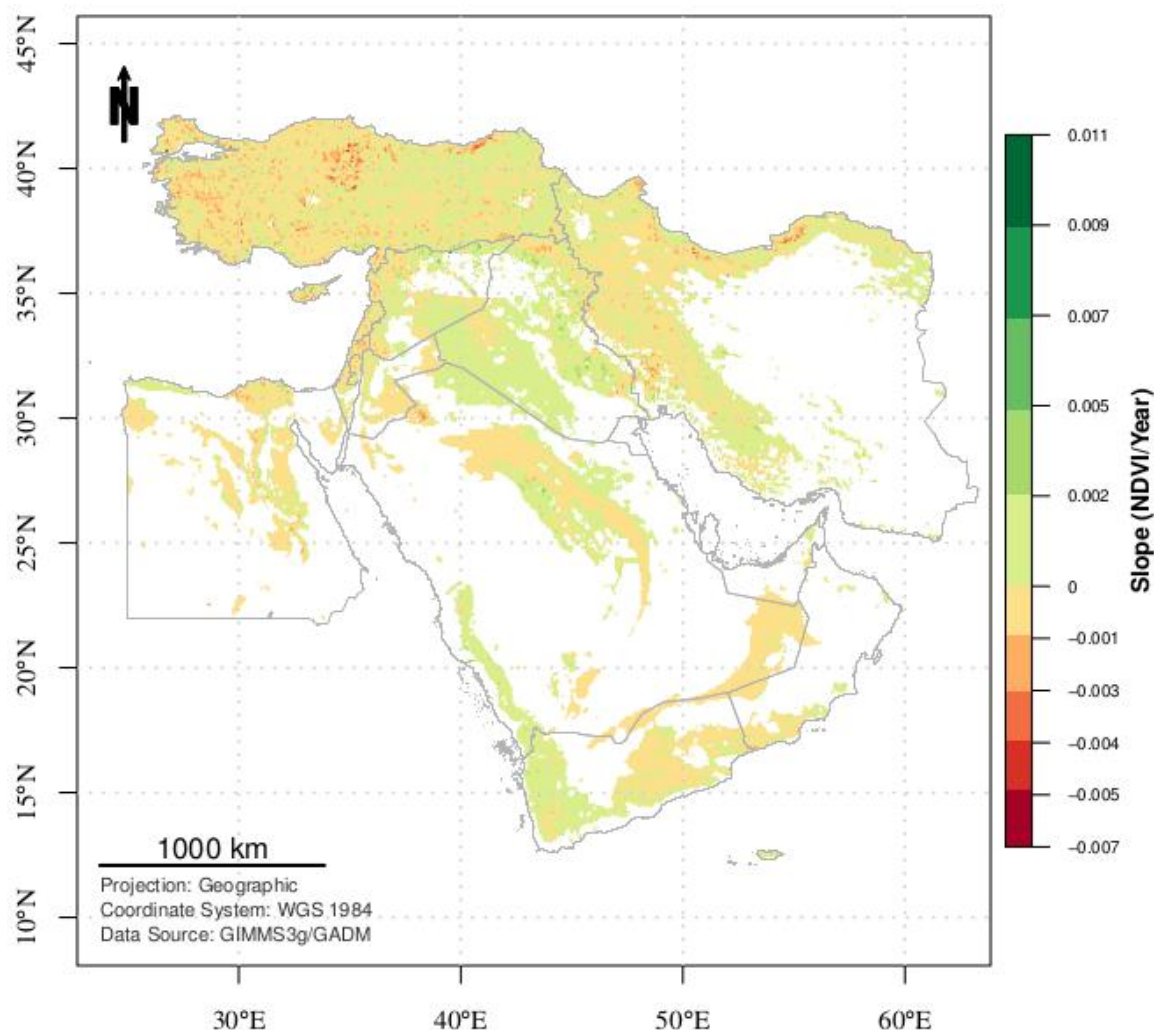 45°N
40°N
35°N
30°N
25°N
20°N
15°N
10°N
N
1000 km
Projection: Geographic
Coordinate System: WGS 1984
Data Source: GIMMS3g/GADM
30°E
40°E
50°E
60°E
0.011
0.009
0.007
0.005
0.002
0
−0.001
−0.003
−0.004
−0.005
−0.007
Slope (NDVI/Year)